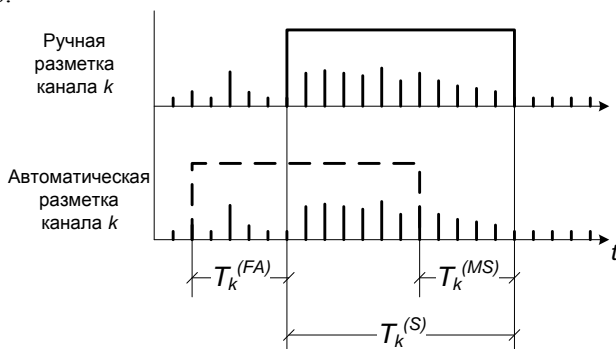 Ручная
разметка
канала k
Автоматическая
разметка
канала k
t
T_k^(FA)
T_k^(MS)
T_k^(S)